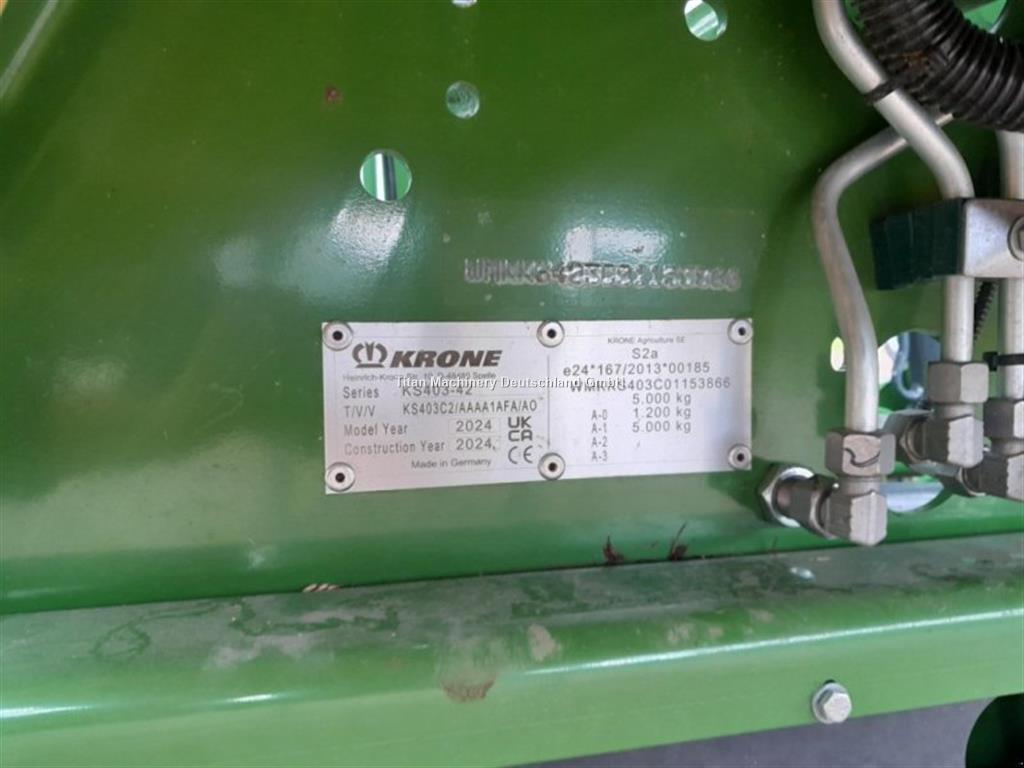 KRONE
KRONE Agriculture SE
S2a
e24*167/2013*00185
Titan Machinery Deutschland GmbH
Series KS403-42
5.000 kg
T/V/V KS403C2/AAAA1AFA/AO
A-0 1.200 kg
Model Year 2024
UK
CA
A-1 5.000 kg
Construction Year 2024
A-2
A-3
Made in Germany
CE